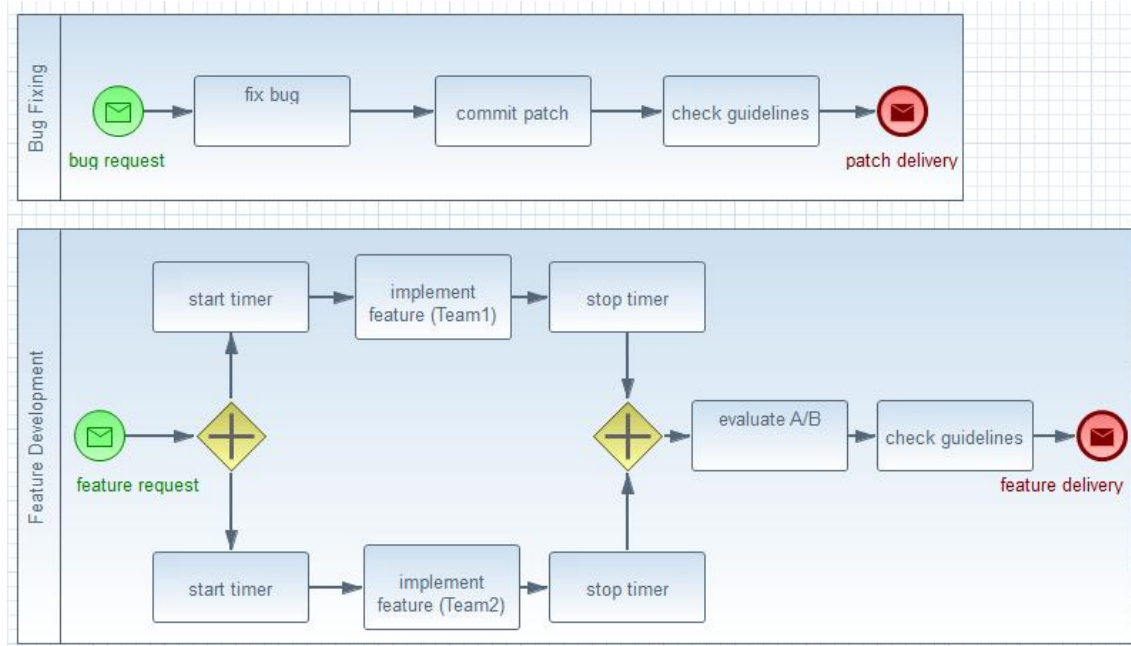 Bug Fixing
fix bug
commit patch
check guidelines
bug request
patch delivery
Feature Development
start timer
implement
feature (Team1)
stop timer
feature request
evaluate A/B
check guidelines
feature delivery
start timer
implement
feature (Team2)
stop timer